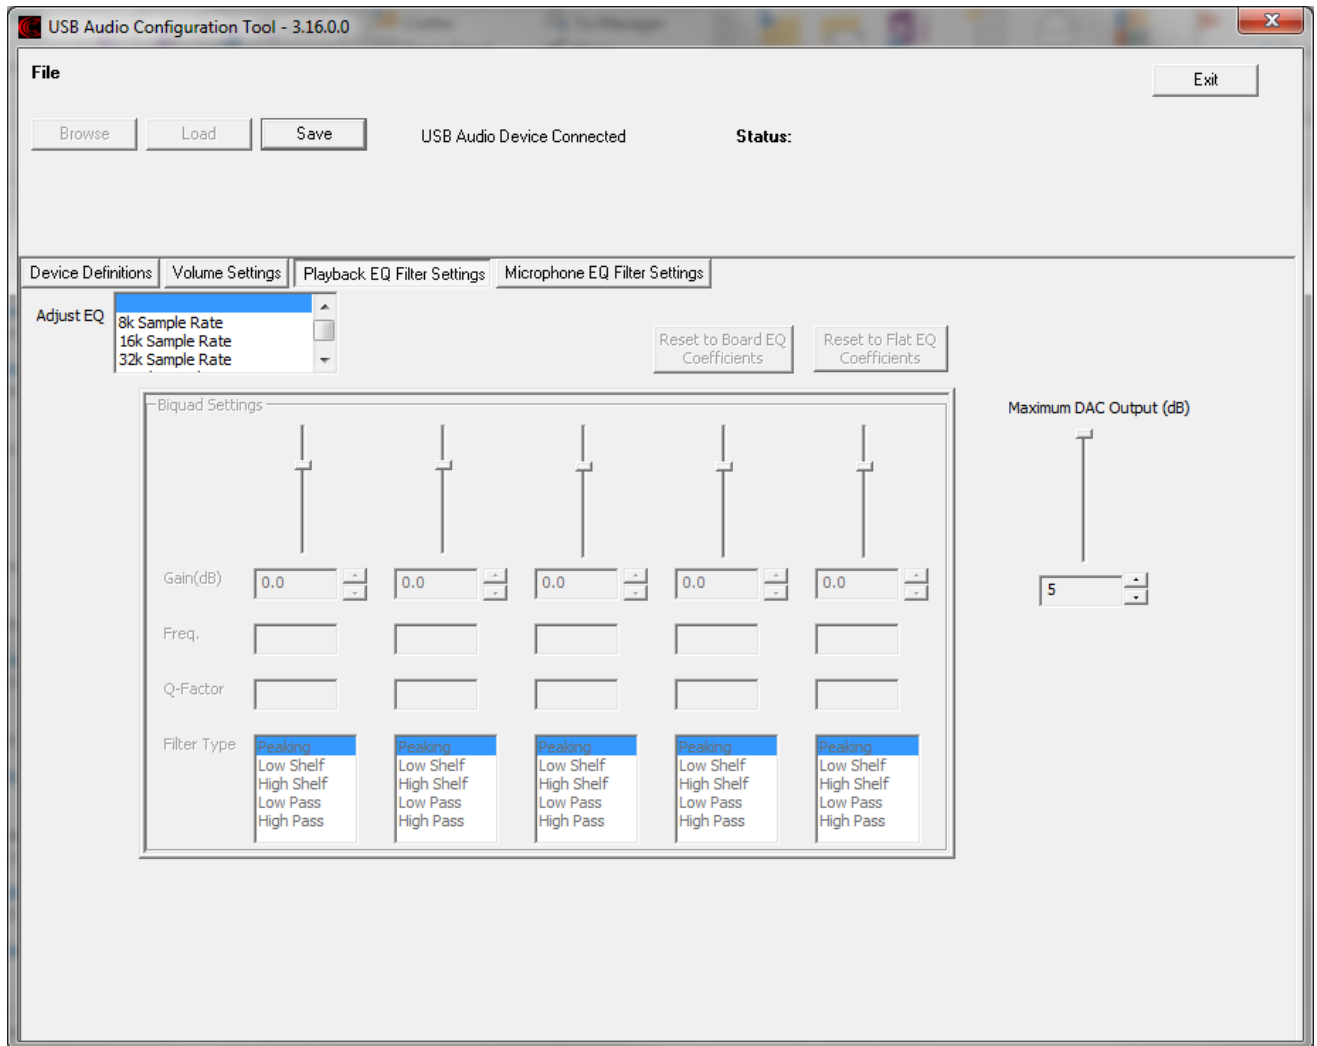 USB Audio Configuration Tool - 3.16.0.0
File
Exit
Browse Load Save USB Audio Device Connected Status:
Device Definitions Volume Settings Playback EQ Filter Settings Microphone EQ Filter Settings
Adjust EQ
8k Sample Rate
16k Sample Rate
32k Sample Rate
Reset to Board EQ
Coefficients
Reset to Flat EQ
Coefficients
Biquad Settings
Maximum DAC Output (dB)
Gain(dB) 0.0 0.0 0.0 0.0 0.0
5
Freq.
Q-Factor
Filter Type
Peaking Peaking Peaking Peaking Peaking
Low Shelf Low Shelf Low Shelf Low Shelf Low Shelf
High Shelf High Shelf High Shelf High Shelf High Shelf
Low Pass Low Pass Low Pass Low Pass Low Pass
High Pass High Pass High Pass High Pass High Pass